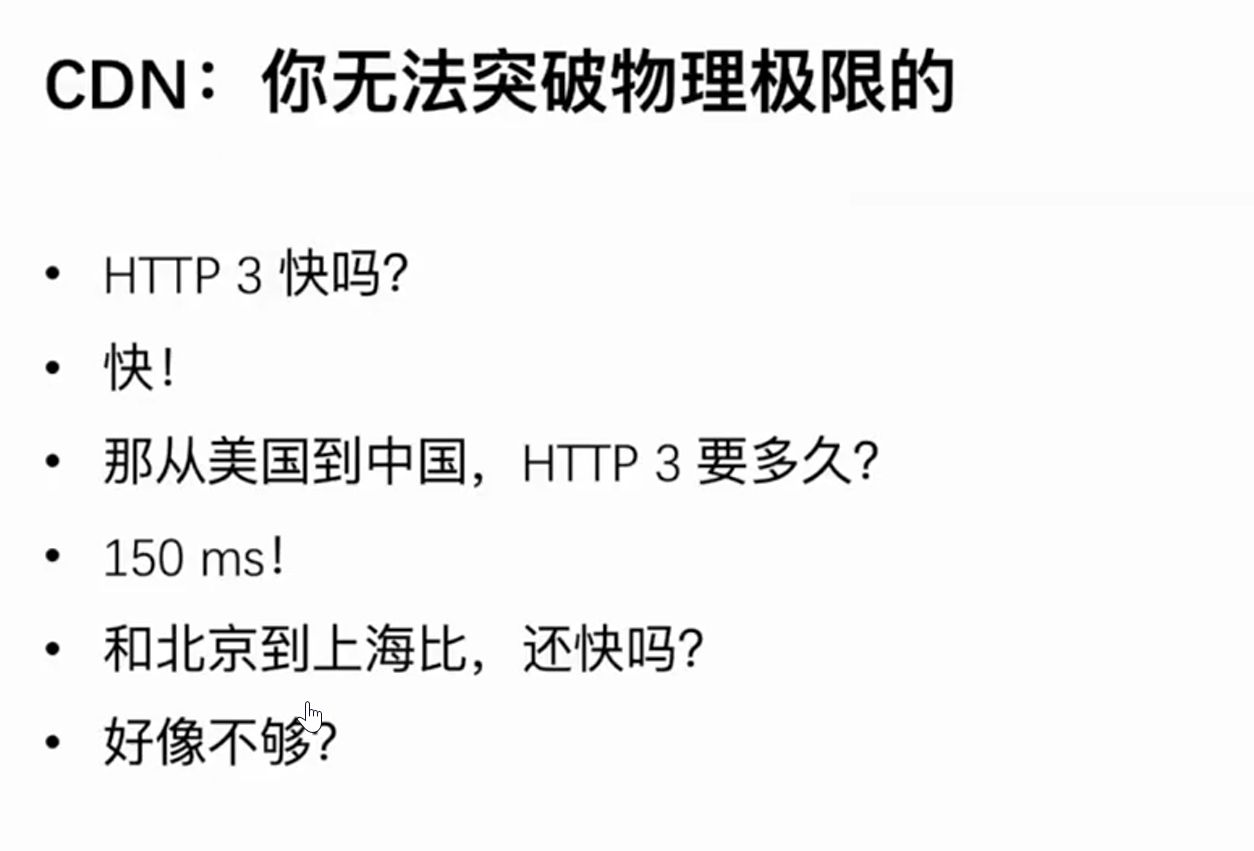 CDN：你无法突破物理极限的
• HTTP 3 快吗？
• 快！
• 那从美国到中国，HTTP 3 要多久？
• 150 ms！
• 和北京到上海比，还快吗？
• 好像不够？